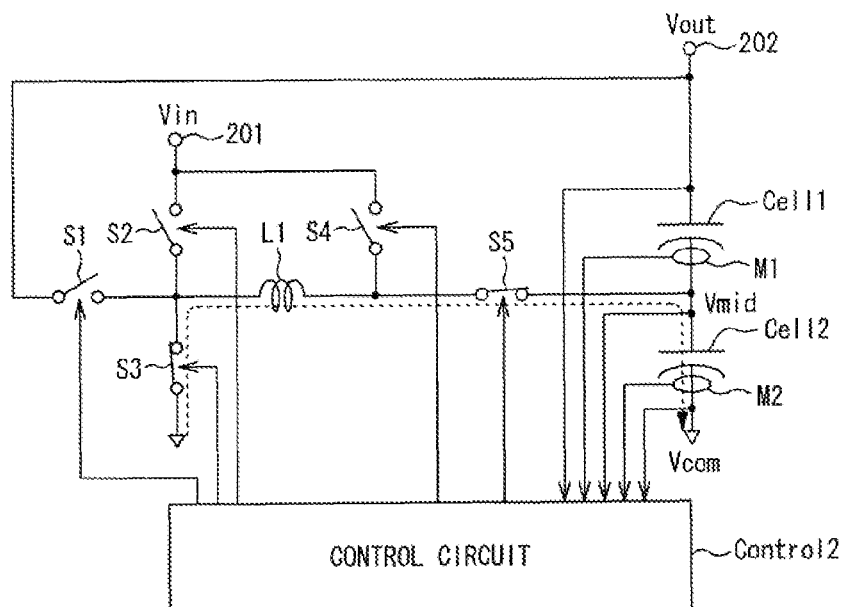 Vout
202
Vin
201
Cell1
S1
S2
L1
S4
S5
M1
Vmid
Cell2
S3
M2
Vcom
CONTROL CIRCUIT
Control2